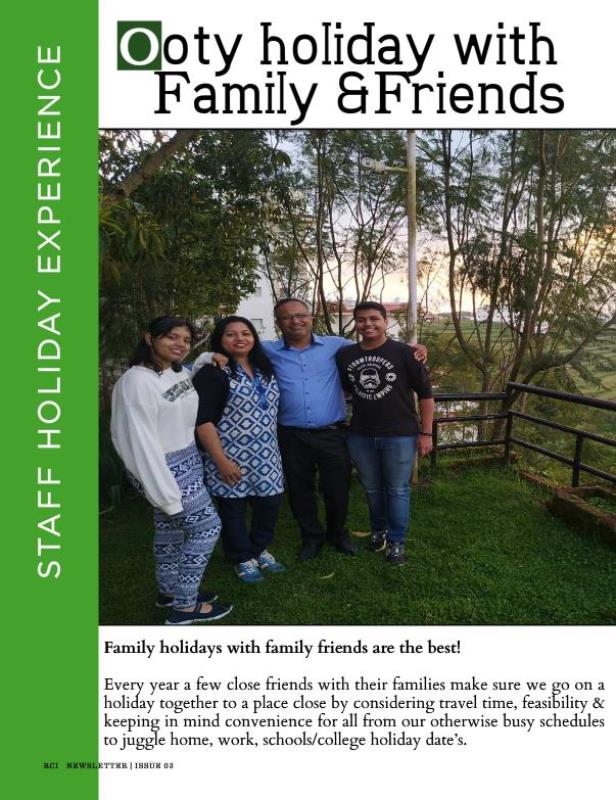 STAFF HOLIDAY EXPERIENCE
Ooty holiday with
Family &Friends
STORMTROOPERS
Family holidays with family friends are the best!
Every year a few close friends with their families make sure we go on a
holiday together to a place close by considering travel time, feasibility &
keeping in mind convenience for all from our otherwise busy schedules
to juggle home, work, schools/college holiday date's.
RCI NEWSLETTER | ISSUE 03